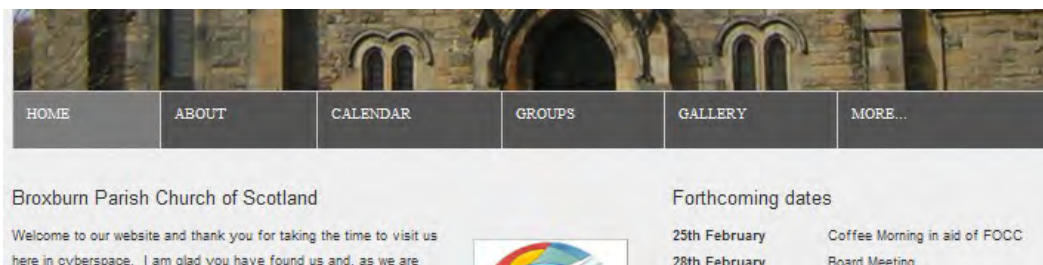 HOME ABOUT CALENDAR GROUPS GALLERY MORE...
Broxburn Parish Church of Scotland
Welcome to our website and thank you for taking the time to visit us
here in cyberspace. I am glad you have found us and, as we are
Forthcoming dates
25th February Coffee Morning in aid of FOCC
28th February Board Meeting